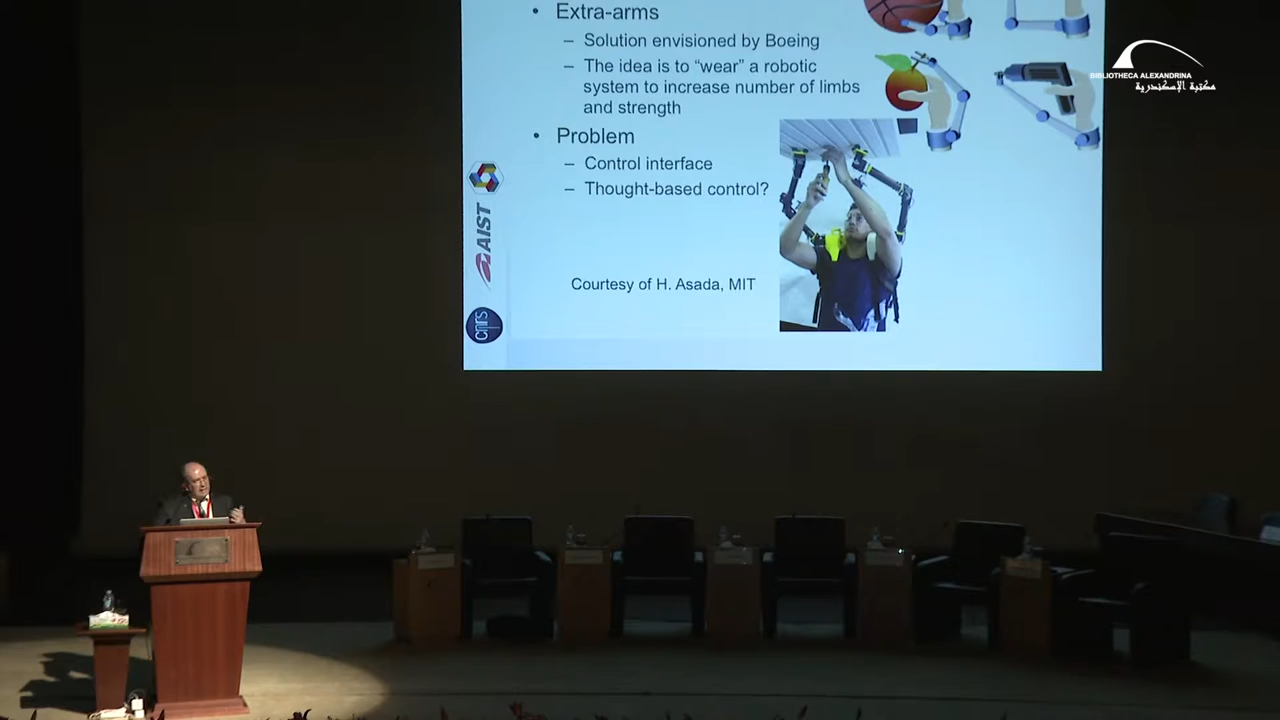 • Extra-arms
– Solution envisioned by Boeing
– The idea is to “wear” a robotic
system to increase number of limbs
and strength
• Problem
– Control interface
– Thought-based control?
Courtesy of H. Asada, MIT
AIST
cnrs
BIBLIOTHECA ALEXANDRINA
مكتبة الإسكندرية